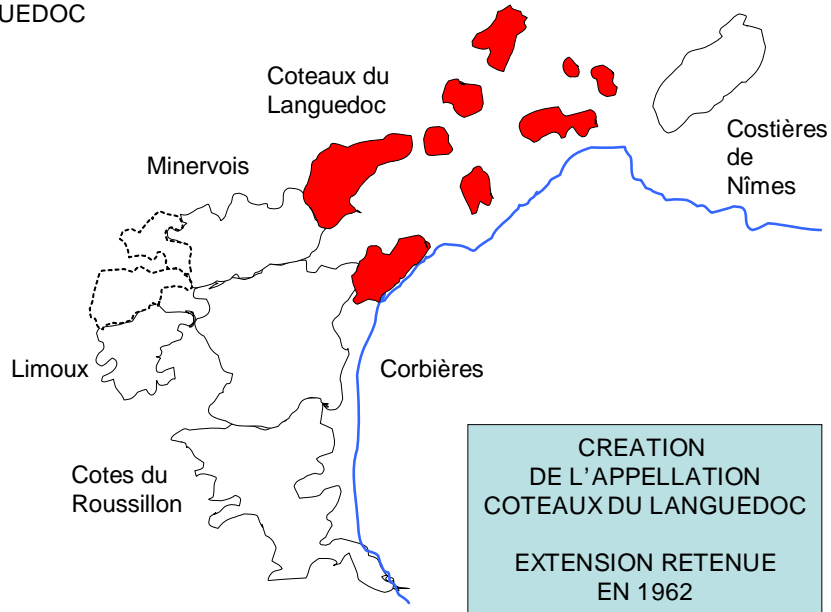 UEDOC
Coteaux du
Languedoc
Costières
de
Nîmes
Minervois
Limoux
Corbières
Cotes du
Roussillon
CREATION
DE L'APPELLATION
COTEAUX DU LANGUEDOC
EXTENSION RETENUE
EN 1962